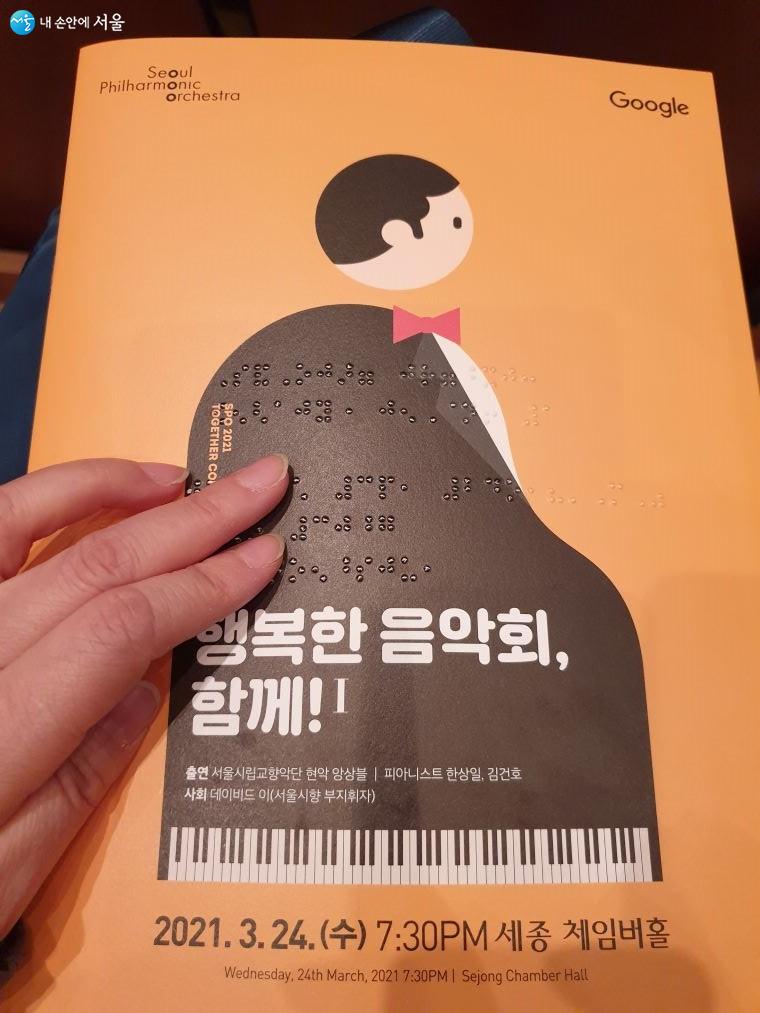 서울 내 손안에 서울
Seoul
Philharmonic
orchestra
Google
SPO 2021
TOGETHER
행복한 음악회,
함께! I
출연 서울시립교향악단 현악 앙상블 | 피아니스트 한상일, 김건호
사회 데이비드 이(서울시향 부지휘자)
2021. 3. 24. (수) 7:30PM 세종 체임버홀
Wednesday, 24th March, 2021 7:30PM | Sejong Chamber Hall